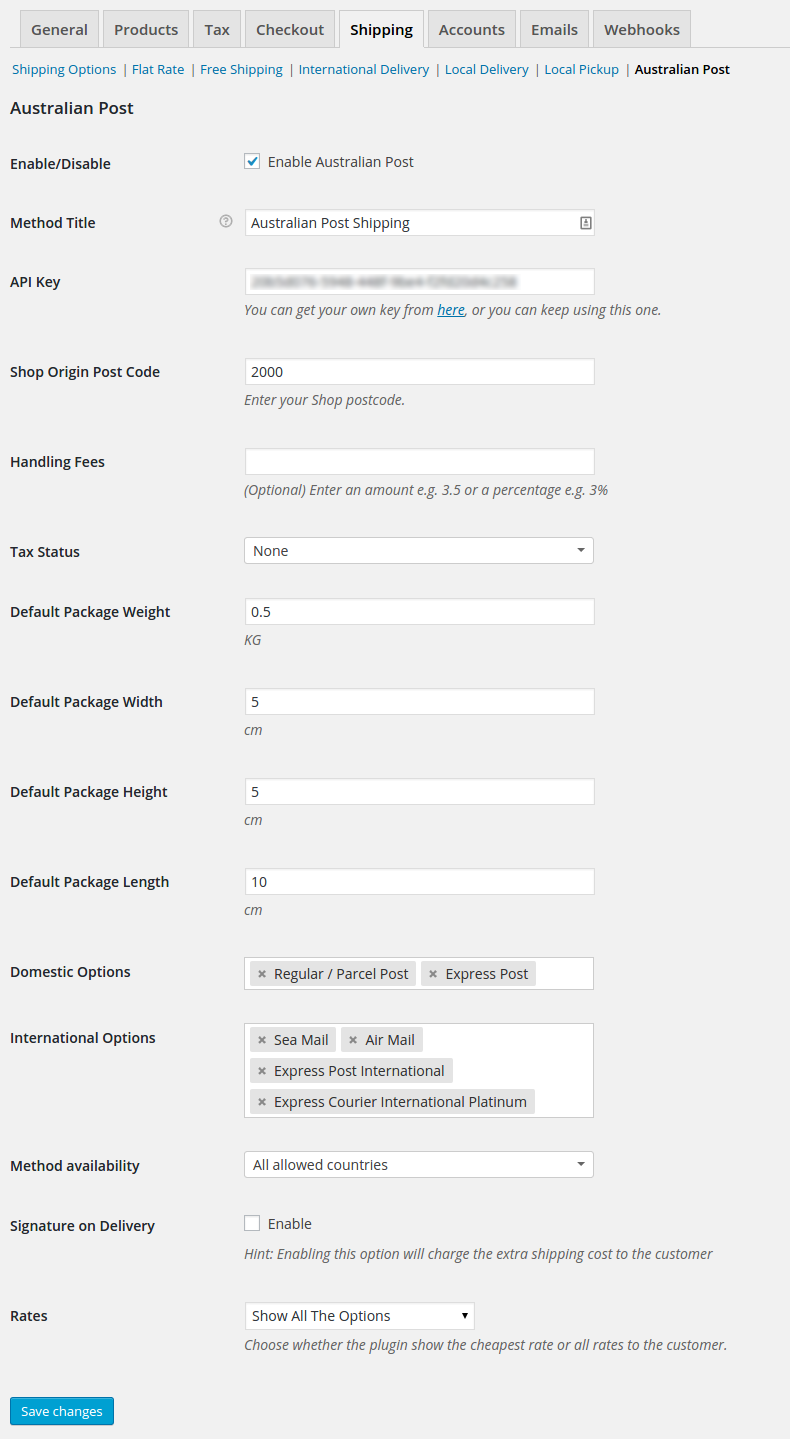 General Products Tax Checkout Shipping Accounts Emails Webhooks
Shipping Options | Flat Rate | Free Shipping | International Delivery | Local Delivery | Local Pickup | Australian Post
Australian Post
Enable/Disable Enable Australian Post
Method Title Australian Post Shipping
API Key
You can get your own key from here, or you can keep using this one.
Shop Origin Post Code 2000
Enter your Shop postcode.
Handling Fees
(Optional) Enter an amount e.g. 3.5 or a percentage e.g. 3%
Tax Status None
Default Package Weight 0.5
KG
Default Package Width 5
cm
Default Package Height 5
cm
Default Package Length 10
cm
Domestic Options × Regular / Parcel Post × Express Post
International Options × Sea Mail × Air Mail
× Express Post International
× Express Courier International Platinum
Method availability All allowed countries
Signature on Delivery Enable
Hint: Enabling this option will charge the extra shipping cost to the customer
Rates Show All The Options
Choose whether the plugin show the cheapest rate or all rates to the customer.
Save changes